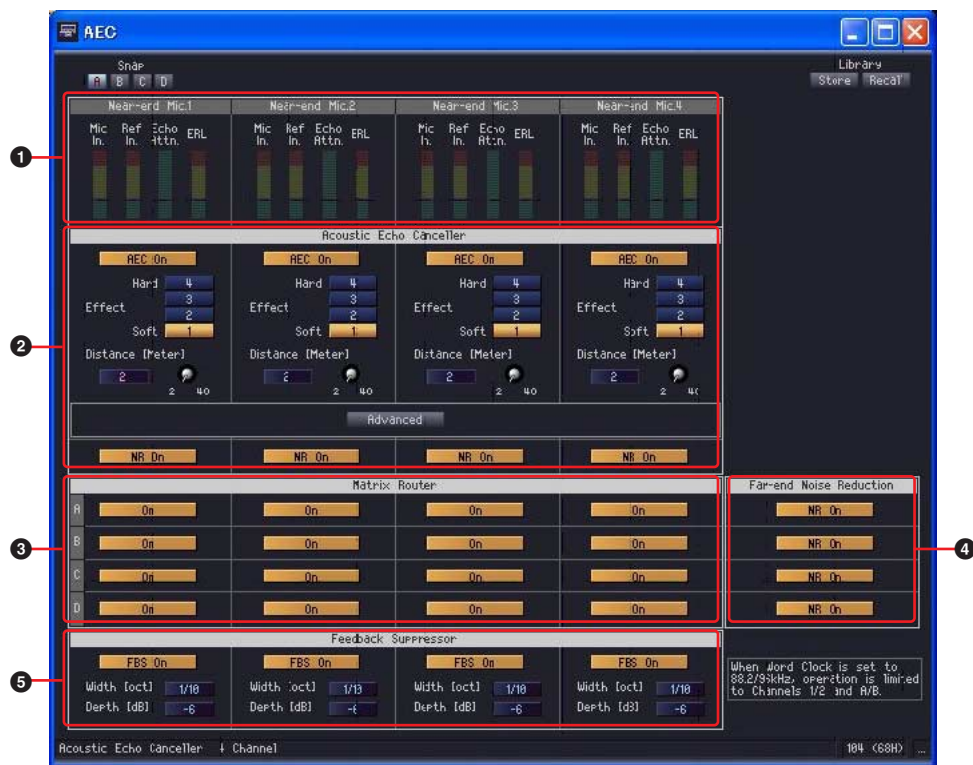 AEC
Snap
Library
A B C D
Store Recall
Near-end Mic.1 Near-end Mic.2 Near-end Mic.3 Near-end Mic.4
Mic In. Ref In. Echo Attn. ERL Mic In. Ref In. Echo Attn. ERL Mic In. Ref In. Echo Attn. ERL Mic In. Ref In. Echo Attn. ERL
1
Acoustic Echo Canceller
AEC On AEC On AEC On AEC On
Hard 4 Hard 4 Hard 4 Hard 4
3 3 3 3
Effect Effect Effect Effect
2 2 2 2
Soft 1 Soft 1 Soft 1 Soft 1
2
Distance [Meter] Distance [Meter] Distance [Meter] Distance [Meter]
2 2 2 2
2 40 2 40 2 40 2 40
Advanced
NR On NR On NR On NR On
Matrix Router Far-end Noise Reduction
A On On On On NR On
3 B On On On On NR On 4
C On On On On NR On
D On On On On NR On
Feedback Suppressor
FBS On FBS On FBS On FBS On
5
Width [oct] 1/10 Width [oct] 1/10 Width [oct] 1/10 Width [oct] 1/10
Depth [dB] -6 Depth [dB] -6 Depth [dB] -6 Depth [dB] -6
When Word Clock is set to
88.2/96kHz, operation is limited
to Channels 1/2 and A/B.
Acoustic Echo Canceller 4 Channel 104 (68H) ...